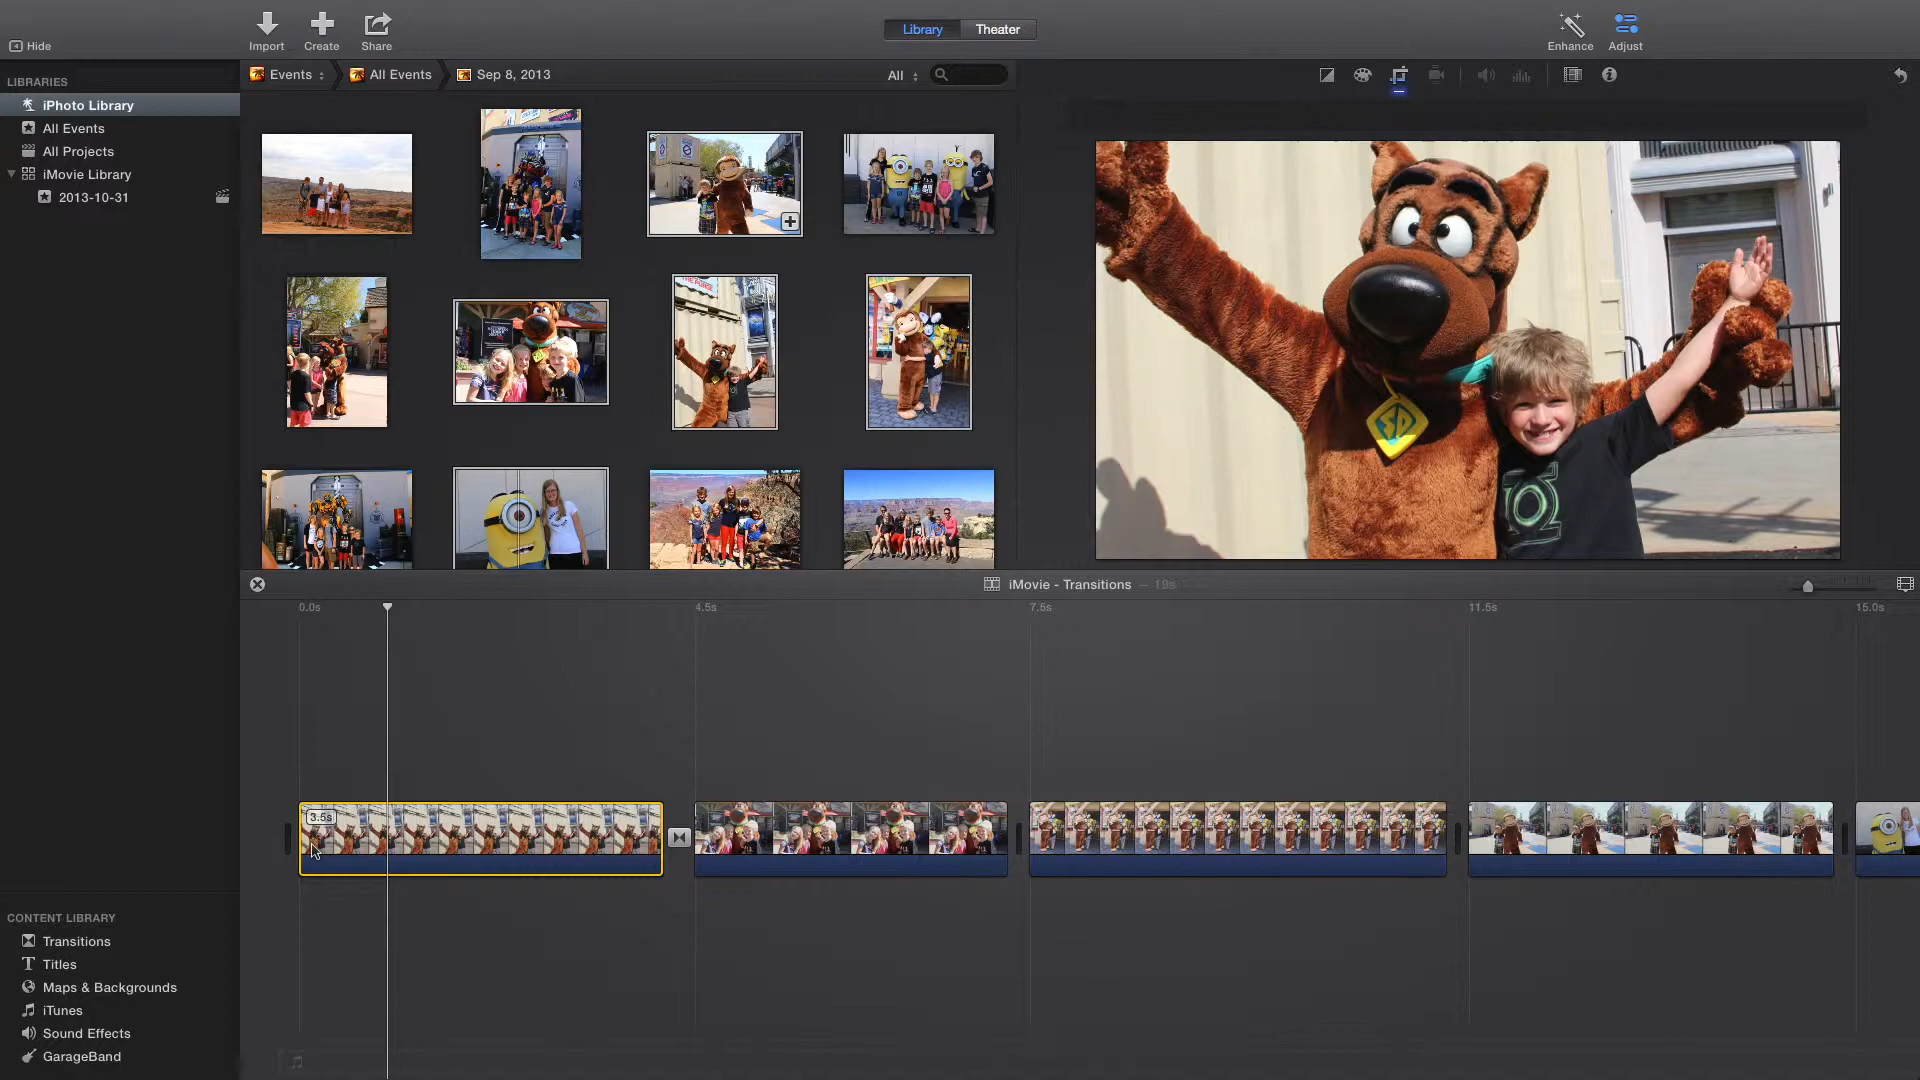 Hide
Import
Create
Share
Library
Theater
Enhance
Adjust
LIBRARIES
iPhoto Library
All Events
All Projects
iMovie Library
2013-10-31
Events
All Events
Sep 8, 2013
All
SD
iMovie - Transitions — 19s
0.0s
4.5s
7.5s
11.5s
15.0s
3.5s
CONTENT LIBRARY
Transitions
Titles
Maps & Backgrounds
iTunes
Sound Effects
GarageBand